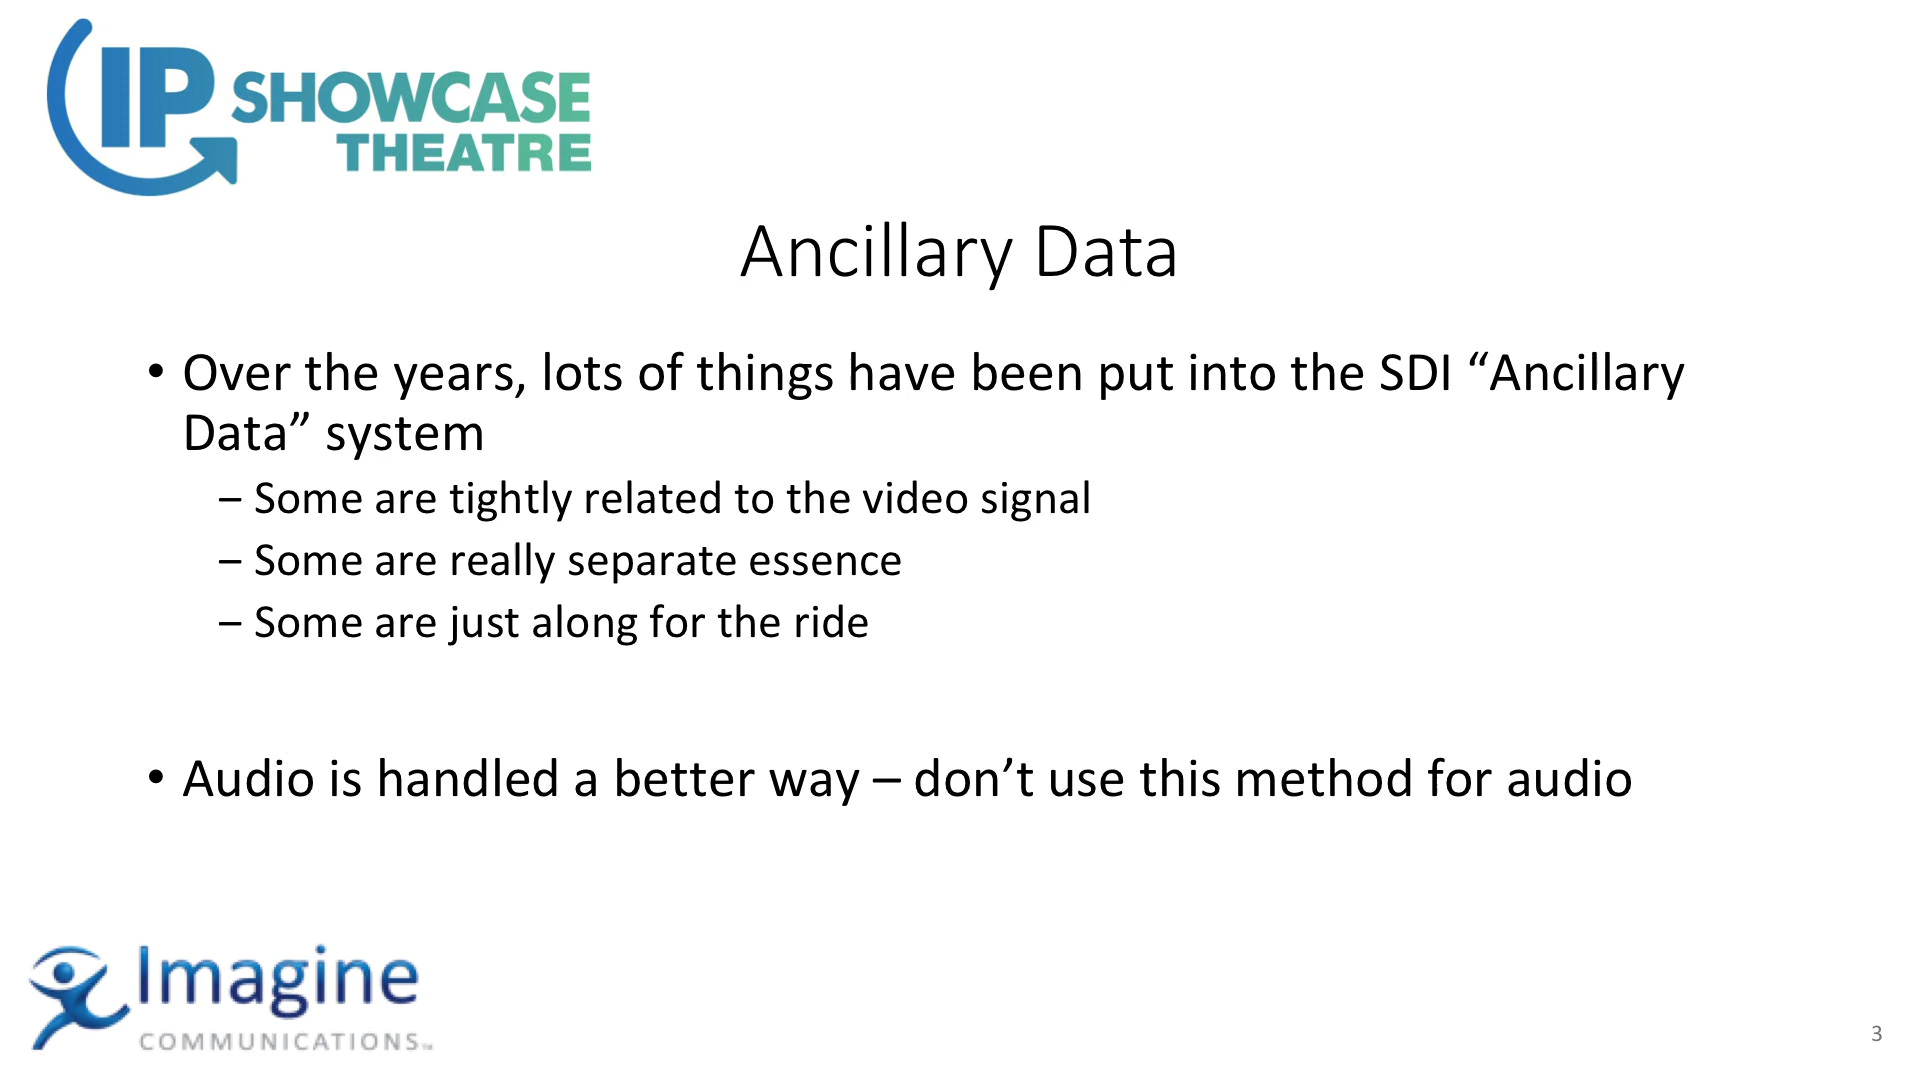 IP SHOWCASE
THEATRE
Ancillary Data
• Over the years, lots of things have been put into the SDI “Ancillary
Data” system
– Some are tightly related to the video signal
– Some are really separate essence
– Some are just along for the ride
• Audio is handled a better way – don’t use this method for audio
Imagine
COMMUNICATIONS™
3